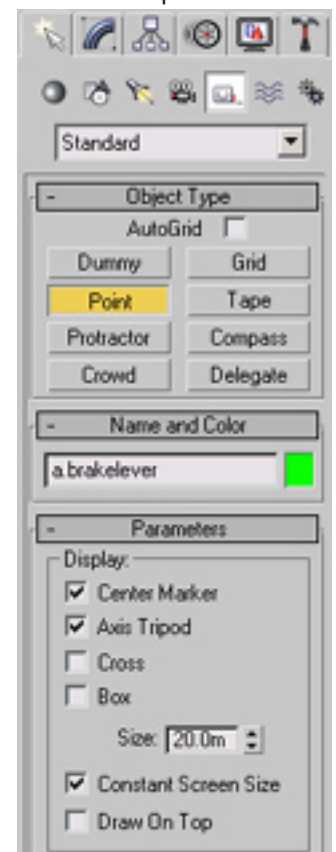 Standard
- Object Type
AutoGrid
Dummy Grid
Point Tape
Protractor Compass
Crowd Delegate
- Name and Color
a.brakelever
- Parameters
Display:
Center Marker
Axis Tripod
Cross
Box
Size: 20.0m
Constant Screen Size
Draw On Top